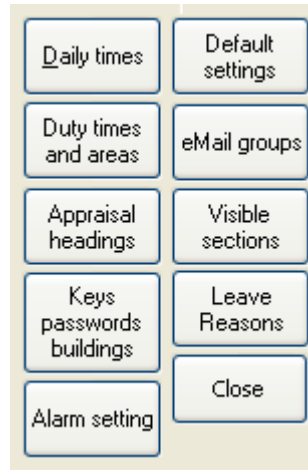 Daily times
Default
settings
Duty times
and areas
eMail groups
Appraisal
headings
Visible
sections
Keys
passwords
buildings
Leave
Reasons
Alarm setting
Close